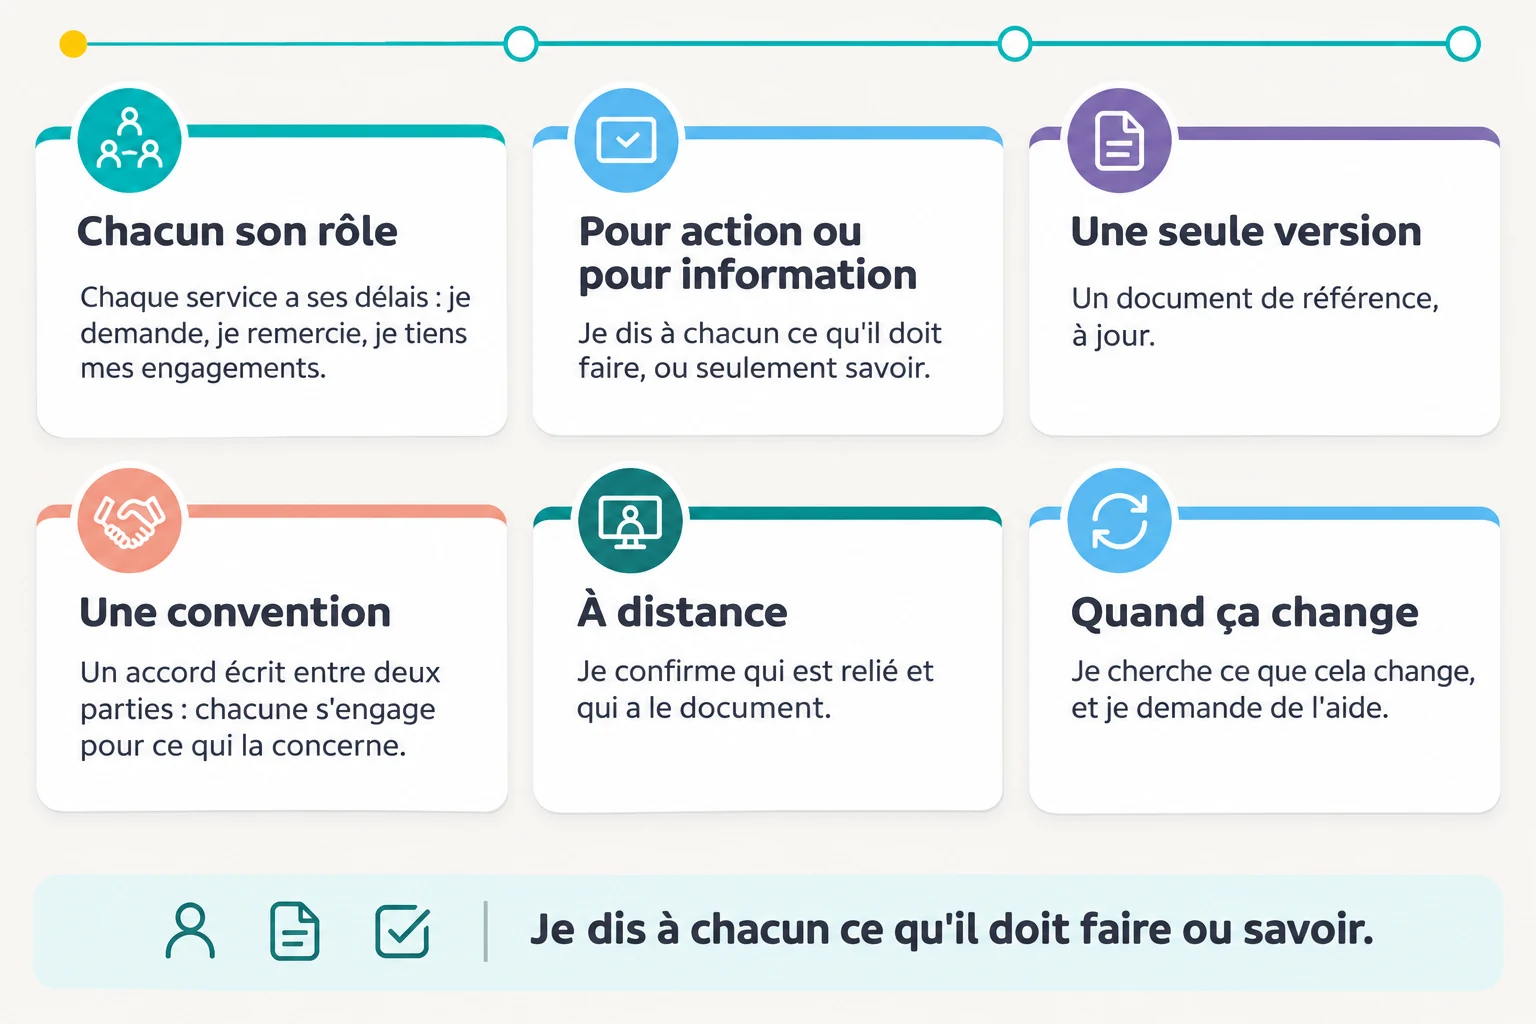 Chacun son rôle
Chaque service a ses délais : je
demande, je remercie, je tiens
mes engagements.
Pour action ou
pour information
Je dis à chacun ce qu'il doit
faire, ou seulement savoir.
Une seule version
Un document de référence,
à jour.
Une convention
Un accord écrit entre deux
parties : chacune s'engage
pour ce qui la concerne.
À distance
Je confirme qui est relié et
qui a le document.
Quand ça change
Je cherche ce que cela change,
et je demande de l'aide.
Je dis à chacun ce qu'il doit faire ou savoir.